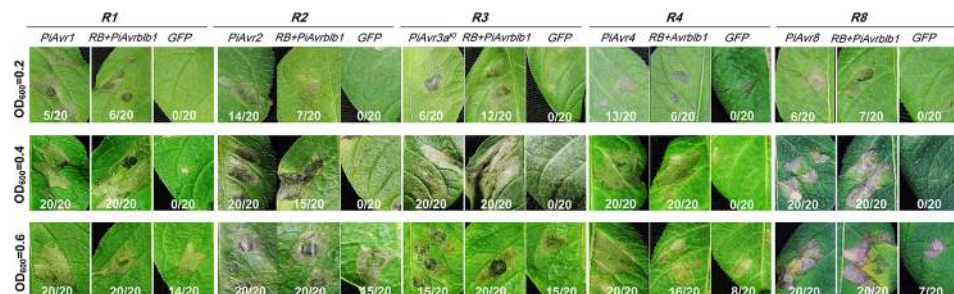 R1 R2 R3 R4 R8
PiAvr1 RB+PiAvrblb1 GFP PiAvr2 RB+PiAvrblb1 GFP PiAvr3aᴷᴵ RB+PiAvrblb1 GFP PiAvr4 RB+Avrblb1 GFP PiAvr8 RB+PiAvrblb1 GFP
OD600=0.2
5/20 6/20 0/20 14/20 7/20 0/20 6/20 12/20 0/20 13/20 6/20 0/20 6/20 7/20 0/20
OD600=0.4
20/20 20/20 0/20 20/20 15/20 0/20 20/20 20/20 0/20 20/20 20/20 0/20 20/20 20/20 0/20
OD600=0.6
20/20 20/20 14/20 20/20 20/20 15/20 15/20 20/20 15/20 20/20 16/20 8/20 20/20 20/20 7/20